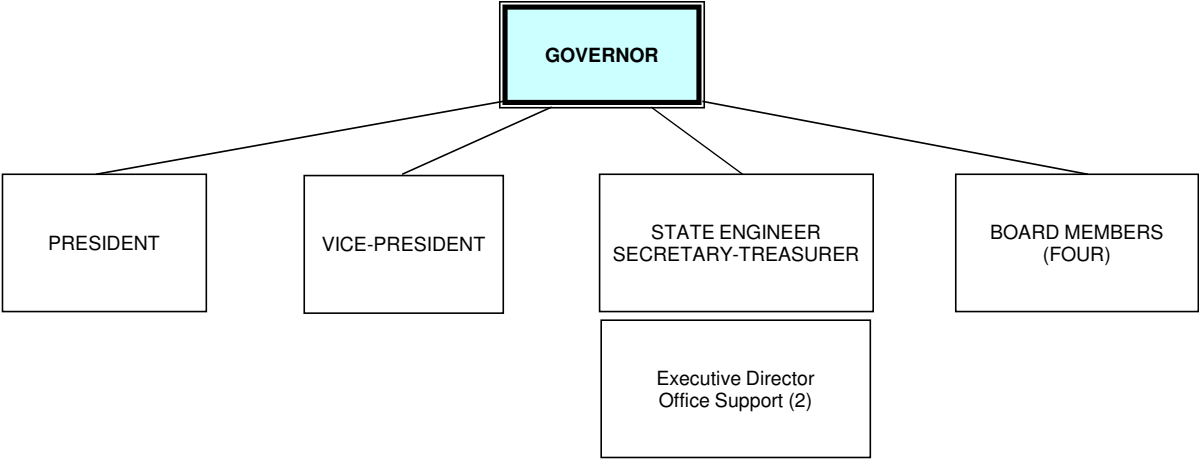 GOVERNOR
PRESIDENT
VICE-PRESIDENT
STATE ENGINEER
SECRETARY-TREASURER
BOARD MEMBERS
(FOUR)
Executive Director
Office Support (2)